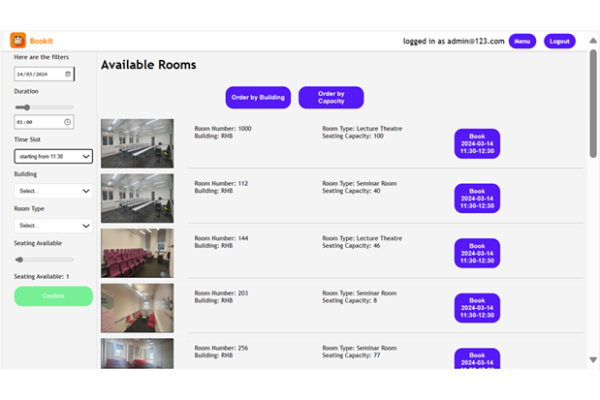 Bookit
logged in as admin@123.com
Menu
Logout
Here are the filters
14/03/2024
Duration
01:00
Time Slot
starting from 11:30
Building
Select...
Room Type
Select...
Seating Available
Seating Available: 1
Confirm
Available Rooms
Order by Building
Order by
Capacity
Room Number: 1000
Building: RHB
Room Type: Lecture Theatre
Seating Capacity: 100
Book
2024-03-14
11:30-12:30
Room Number: 112
Building: RHB
Room Type: Seminar Room
Seating Capacity: 40
Book
2024-03-14
11:30-12:30
Room Number: 144
Building: RHB
Room Type: Lecture Theatre
Seating Capacity: 46
Book
2024-03-14
11:30-12:30
Room Number: 203
Building: RHB
Room Type: Seminar Room
Seating Capacity: 8
Book
2024-03-14
11:30-12:30
Room Number: 256
Building: RHB
Room Type: Seminar Room
Seating Capacity: 77
Book
2024-03-14
11:30-12:30